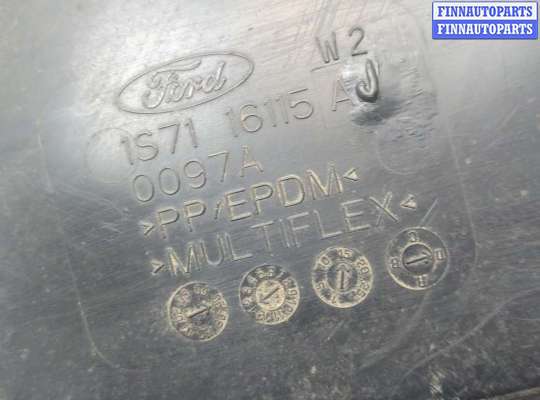 FINNAUTOPARTS
FINNAUTOPARTS
W2
Ford
1S71 16115 AJ
0097A
>PP/EPDM<
>MULTIFLEX<